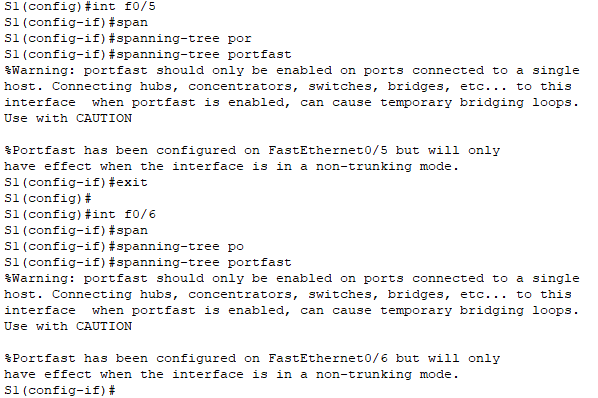 S1(config)#int f0/5
S1(config-if)#span
S1(config-if)#spanning-tree por
S1(config-if)#spanning-tree portfast
%Warning: portfast should only be enabled on ports connected to a single
host. Connecting hubs, concentrators, switches, bridges, etc... to this
interface  when portfast is enabled, can cause temporary bridging loops.
Use with CAUTION

%Portfast has been configured on FastEthernet0/5 but will only
have effect when the interface is in a non-trunking mode.
S1(config-if)#exit
S1(config)#
S1(config)#int f0/6
S1(config-if)#span
S1(config-if)#spanning-tree po
S1(config-if)#spanning-tree portfast
%Warning: portfast should only be enabled on ports connected to a single
host. Connecting hubs, concentrators, switches, bridges, etc... to this
interface  when portfast is enabled, can cause temporary bridging loops.
Use with CAUTION

%Portfast has been configured on FastEthernet0/6 but will only
have effect when the interface is in a non-trunking mode.
S1(config-if)#